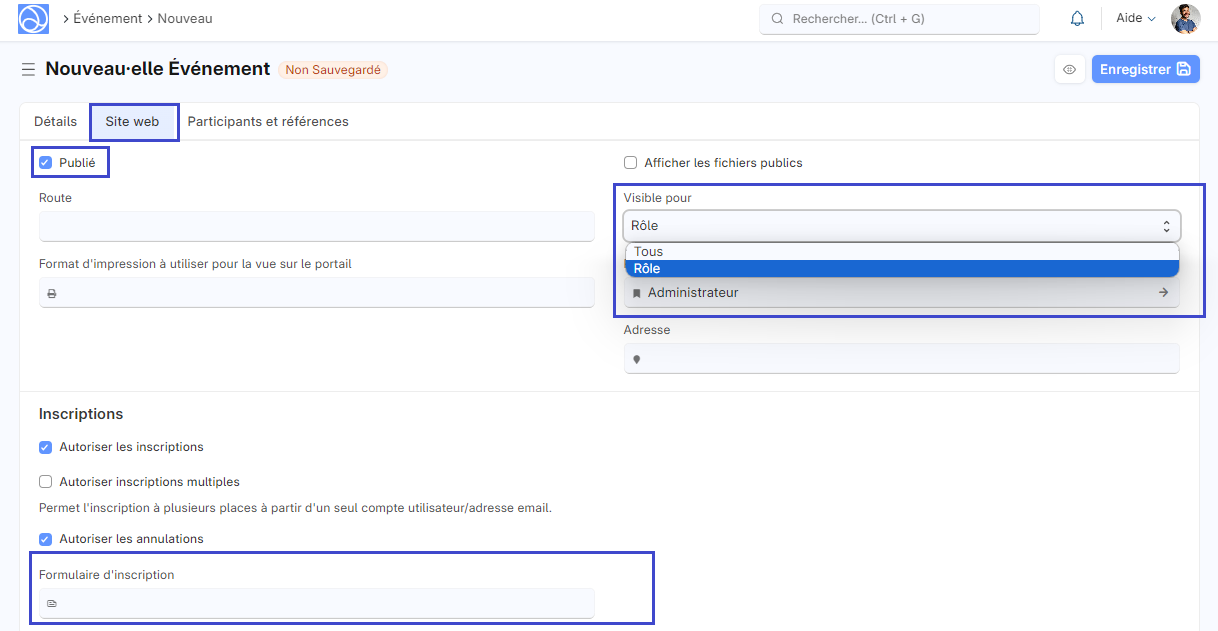 Événement Nouveau
Rechercher... (Ctrl + G)
Aide
Nouveau·elle Événement
Non Sauvegardé
Enregistrer
Détails
Site web
Participants et références
Publié
Afficher les fichiers publics
Route
Visible pour
Rôle
Tous
Rôle
Format d'impression à utiliser pour la vue sur le portail
Administrateur
Adresse
Inscriptions
Autoriser les inscriptions
Autoriser inscriptions multiples
Permet l'inscription à plusieurs places à partir d'un seul compte utilisateur/adresse email.
Autoriser les annulations
Formulaire d'inscription